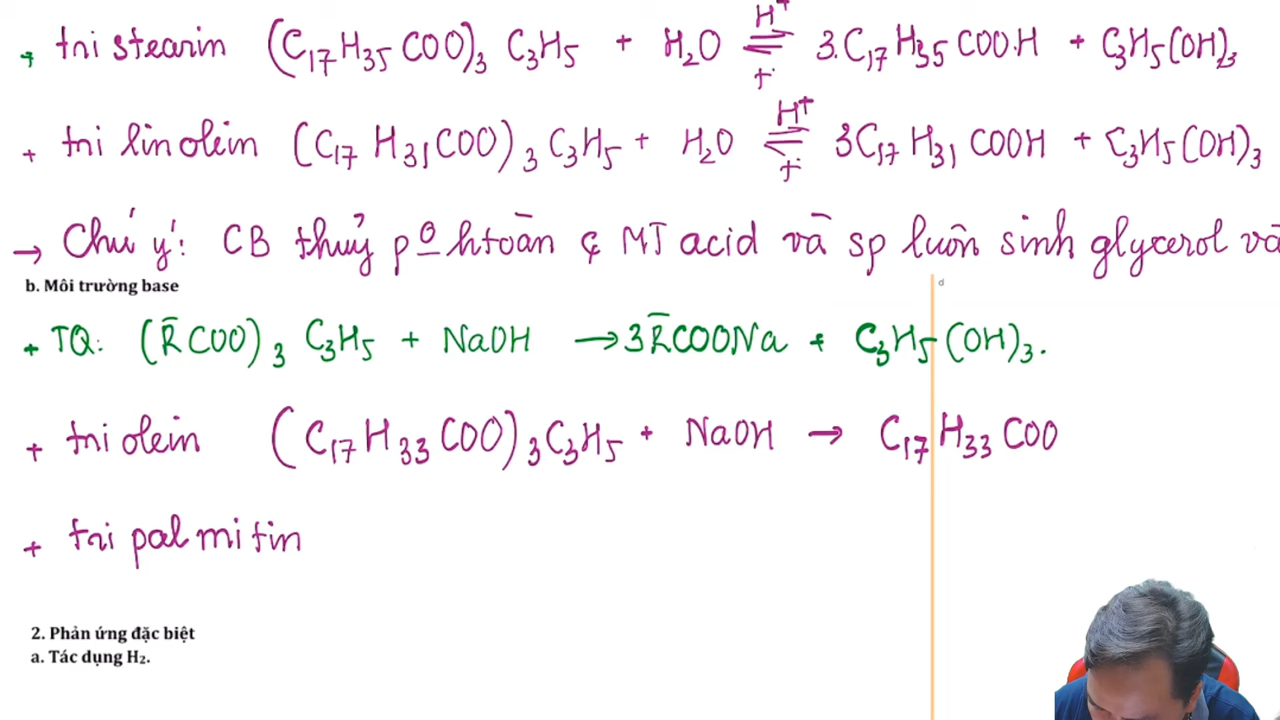 + tri stearin (C₁₇H₃₅COO)₃ C₃H₅ + H₂O ⇌ 3.C₁₇H₃₅COOH + C₃H₅(OH)₃ H⁺ t°
+ tri linolein (C₁₇H₃₁COO)₃C₃H₅ + H₂O ⇌ 3C₁₇H₃₁COOH + C₃H₅(OH)₃ H⁺ t°
→ Chú ý: CB thuỷ htoàn MT acid và sp luôn sinh glycerol và
b. Môi trường base
+ TQ: (R̄COO)₃ C₃H₅ + NaOH → 3R̄COONa + C₃H₅(OH)₃.
+ tri olein (C₁₇H₃₃COO)₃C₃H₅ + NaOH → C₁₇H₃₃COO
+ tri palmitin
2. Phản ứng đặc biệt
a. Tác dụng H₂.